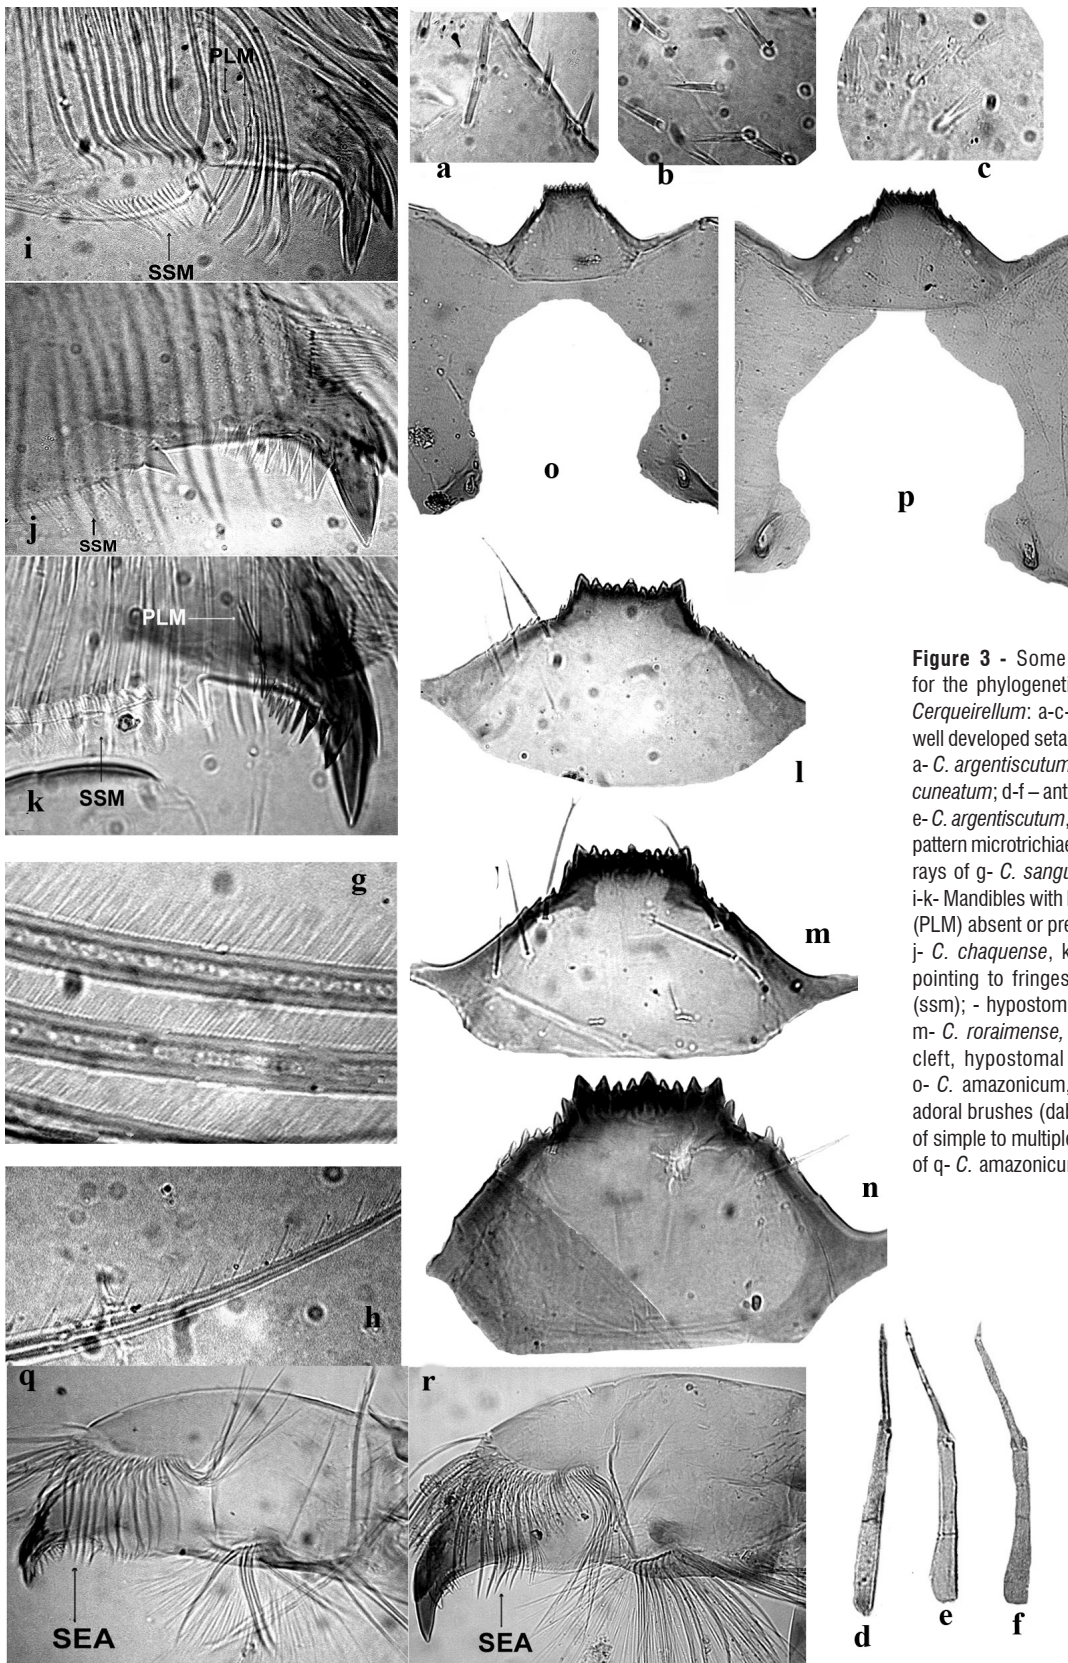 PLM
i
SSM
a
b
c
j
SSM
o
p
PLM
k
SSM
l
g
m
n
h
q
SEA
r
SEA
d
e
f
Figure 3 - Some
for the phylogeneti
Cerqueirellum: a-c-
well developed seta
a- C. argentiscutum
cuneatum; d-f – ant
e- C. argentiscutum,
pattern microtrichiae
rays of g- C. sangu
i-k- Mandibles with
(PLM) absent or pre
j- C. chaquense, k
pointing to fringes
(ssm); - hypostom
m- C. roraimense,
cleft, hypostomal
o- C. amazonicum,
adoral brushes (dal
of simple to multiple
of q- C. amazonicu